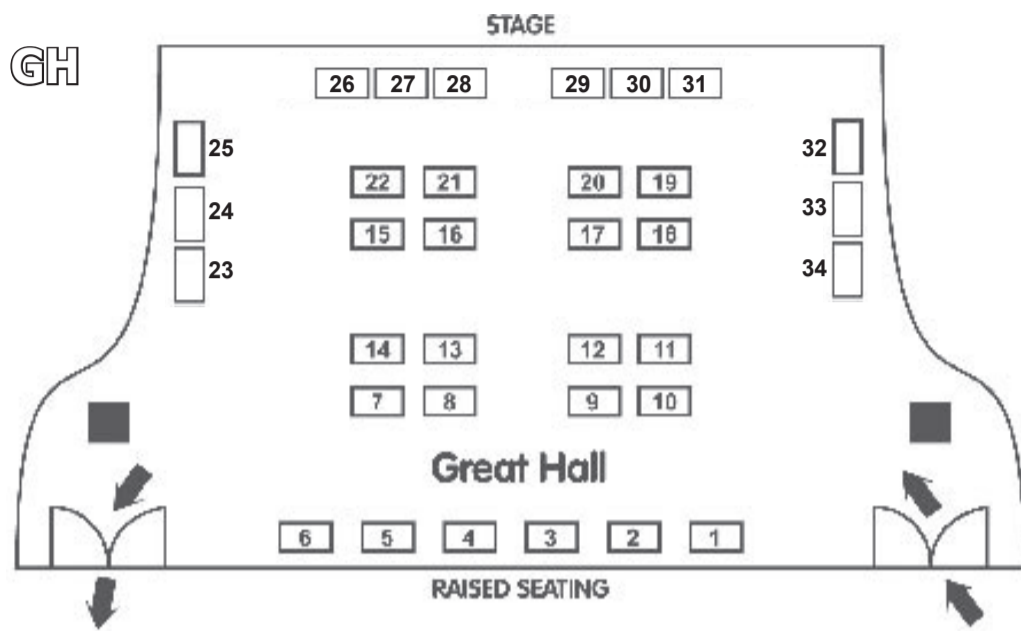 STAGE
GH
26 27 28 29 30 31
25 32
22 21 20 19
24 33
15 16 17 18
23 34
14 13 12 11
7 8 9 10
Great Hall
6 5 4 3 2 1
RAISED SEATING